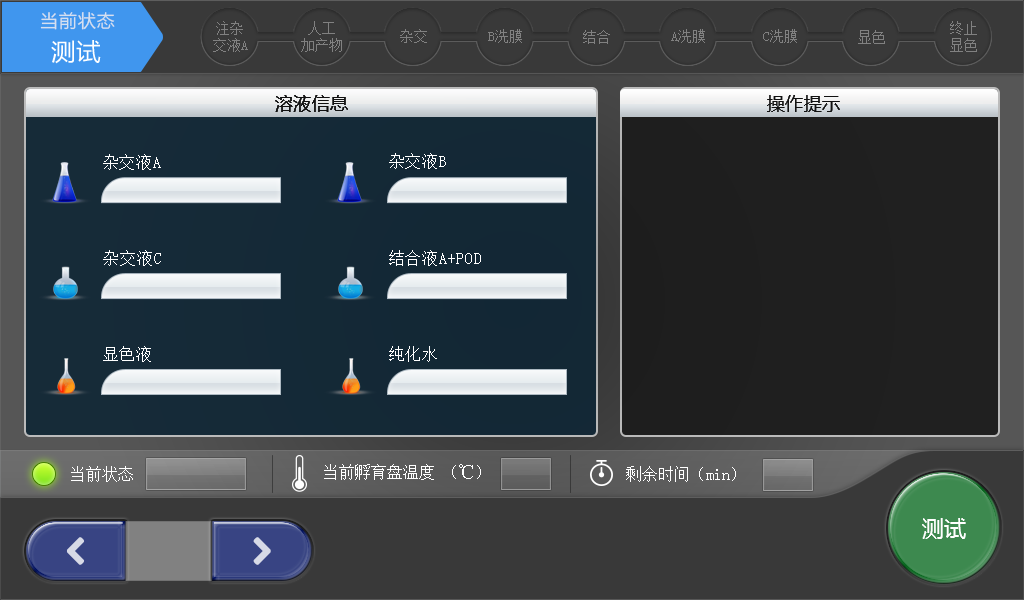 当前状态
测试
注杂
交液A
人工
加产物
杂交
B洗膜
结合
A洗膜
C洗膜
显色
终止
显色
溶液信息
操作提示
杂交液A
杂交液B
杂交液C
结合液A+POD
显色液
纯化水
当前状态
当前孵育盘温度 （℃）
剩余时间（min）
测试